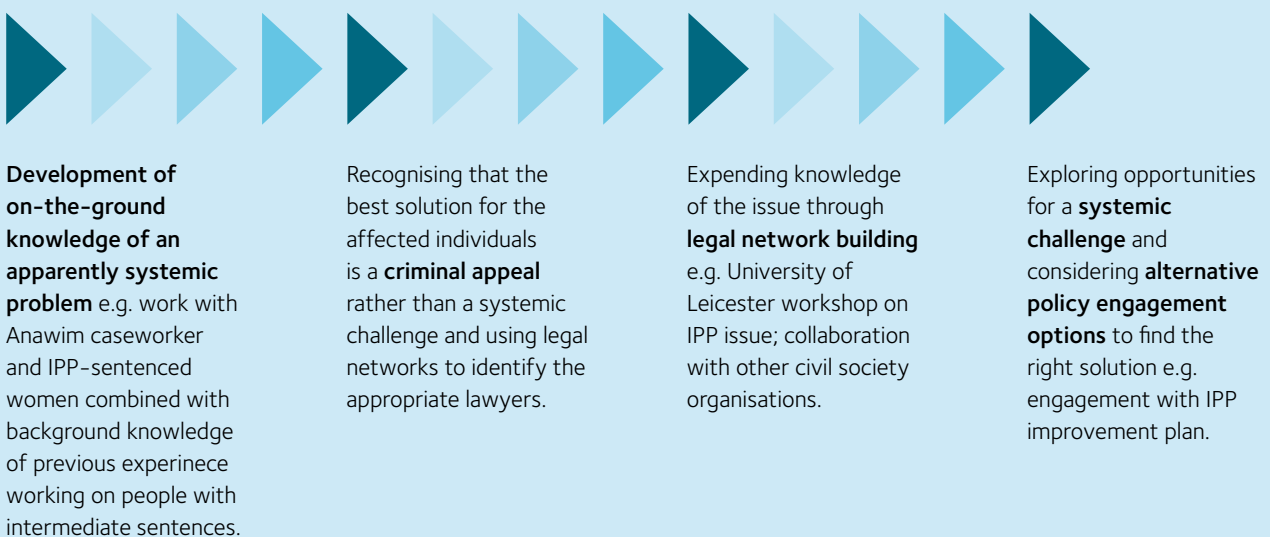 Development of
on-the-ground
knowledge of an
apparently systemic
problem e.g. work with
Anawim caseworker
and IPP-sentenced
women combined with
background knowledge
of previous experinece
working on people with
intermediate sentences.
Recognising that the
best solution for the
affected individuals
is a criminal appeal
rather than a systemic
challenge and using legal
networks to identify the
appropriate lawyers.
Expending knowledge
of the issue through
legal network building
e.g. University of
Leicester workshop on
IPP issue; collaboration
with other civil society
organisations.
Exploring opportunities
for a systemic
challenge and
considering alternative
policy engagement
options to find the
right solution e.g.
engagement with IPP
improvement plan.